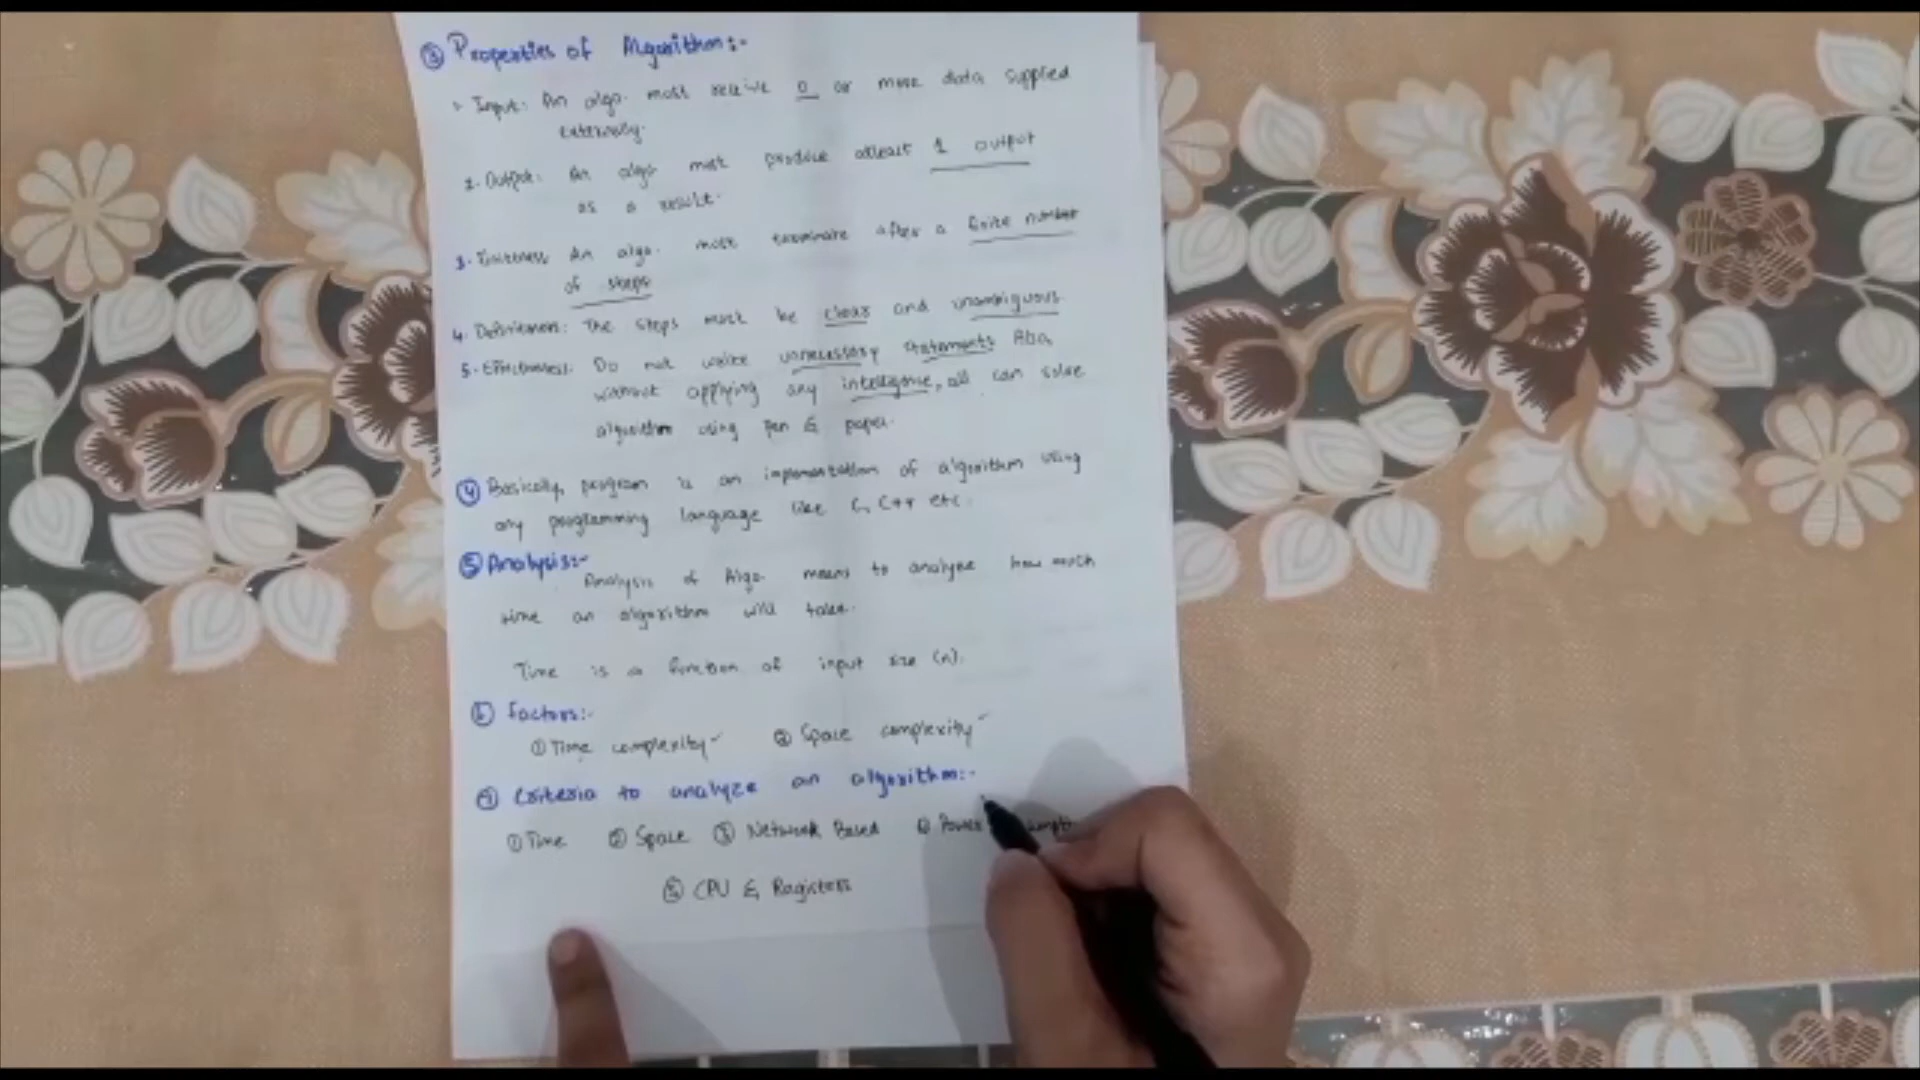 ③ Properties of Algorithm:-
1. Input: An algo. must receive 0 or more data supplied
externally.
2. Output: An algo must produce atleast 1 output
as a result.
3. Finiteness An algo. must terminate after a finite number
of steps
4. Definiteness: The steps must be clear and unambiguous.
5. Effectiveness: Do not write unnecessary statements Also,
without applying any intelligence, all can solve
algorithm using pen & paper.
④ Basically, program is an implementation of algorithm using
any programming language like C, C++ etc.
⑤ Analysis:-
Analysis of Algo. means to analyze how much
time an algorithm will take.
Time is a function of input size (n).
⑥ factors:-
① Time complexity ② Space complexity
⑦ Criteria to analyze an algorithm:-
① Time ② Space ③ Network Based ④ Power
⑤ CPU & Registers